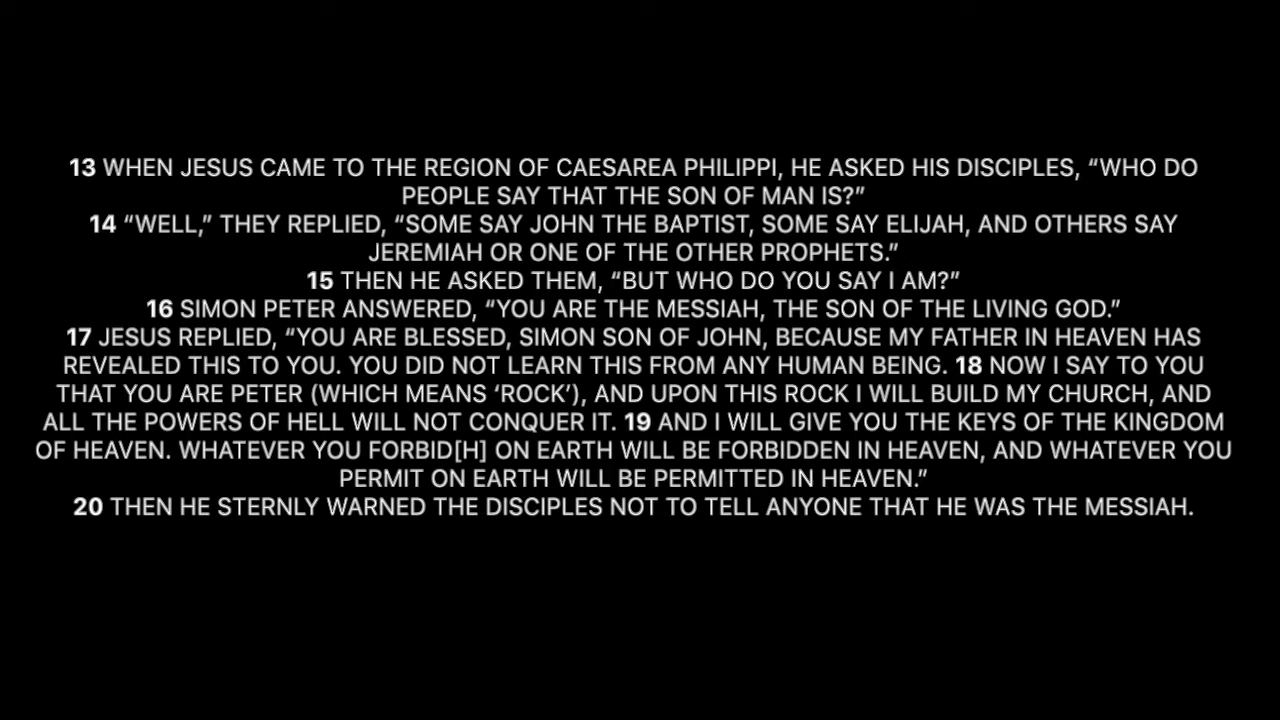 13 WHEN JESUS CAME TO THE REGION OF CAESAREA PHILIPPI, HE ASKED HIS DISCIPLES, “WHO DO
PEOPLE SAY THAT THE SON OF MAN IS?”
14 “WELL,” THEY REPLIED, “SOME SAY JOHN THE BAPTIST, SOME SAY ELIJAH, AND OTHERS SAY
JEREMIAH OR ONE OF THE OTHER PROPHETS.”
15 THEN HE ASKED THEM, “BUT WHO DO YOU SAY I AM?”
16 SIMON PETER ANSWERED, “YOU ARE THE MESSIAH, THE SON OF THE LIVING GOD.”
17 JESUS REPLIED, “YOU ARE BLESSED, SIMON SON OF JOHN, BECAUSE MY FATHER IN HEAVEN HAS
REVEALED THIS TO YOU. YOU DID NOT LEARN THIS FROM ANY HUMAN BEING. 18 NOW I SAY TO YOU
THAT YOU ARE PETER (WHICH MEANS ‘ROCK’), AND UPON THIS ROCK I WILL BUILD MY CHURCH, AND
ALL THE POWERS OF HELL WILL NOT CONQUER IT. 19 AND I WILL GIVE YOU THE KEYS OF THE KINGDOM
OF HEAVEN. WHATEVER YOU FORBID[H] ON EARTH WILL BE FORBIDDEN IN HEAVEN, AND WHATEVER YOU
PERMIT ON EARTH WILL BE PERMITTED IN HEAVEN.”
20 THEN HE STERNLY WARNED THE DISCIPLES NOT TO TELL ANYONE THAT HE WAS THE MESSIAH.